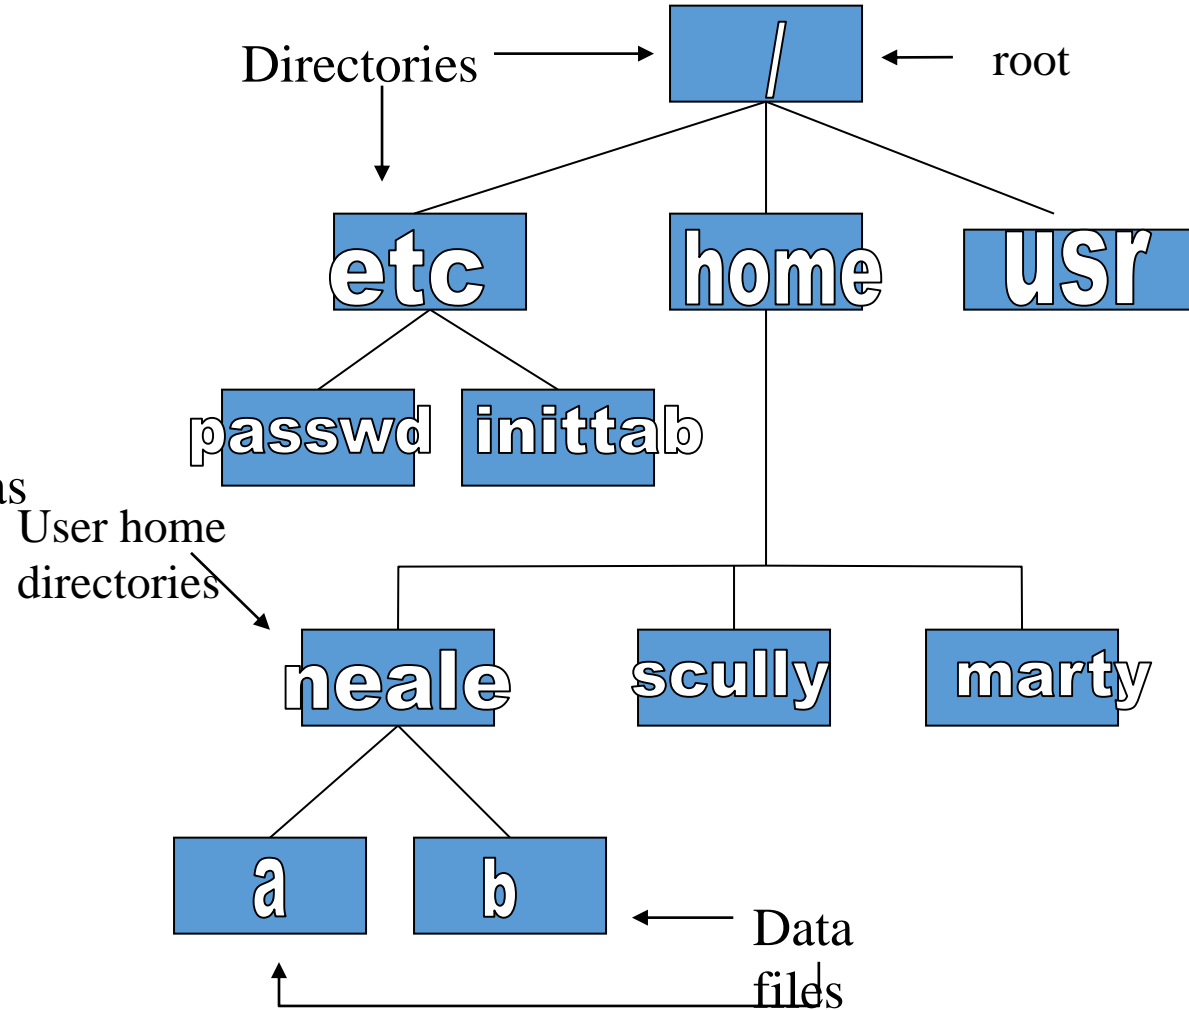 /
Directories
root
etc
home
usr
passwd
inittab
User home
directories
neale
scully
marty
a
b
Data
files